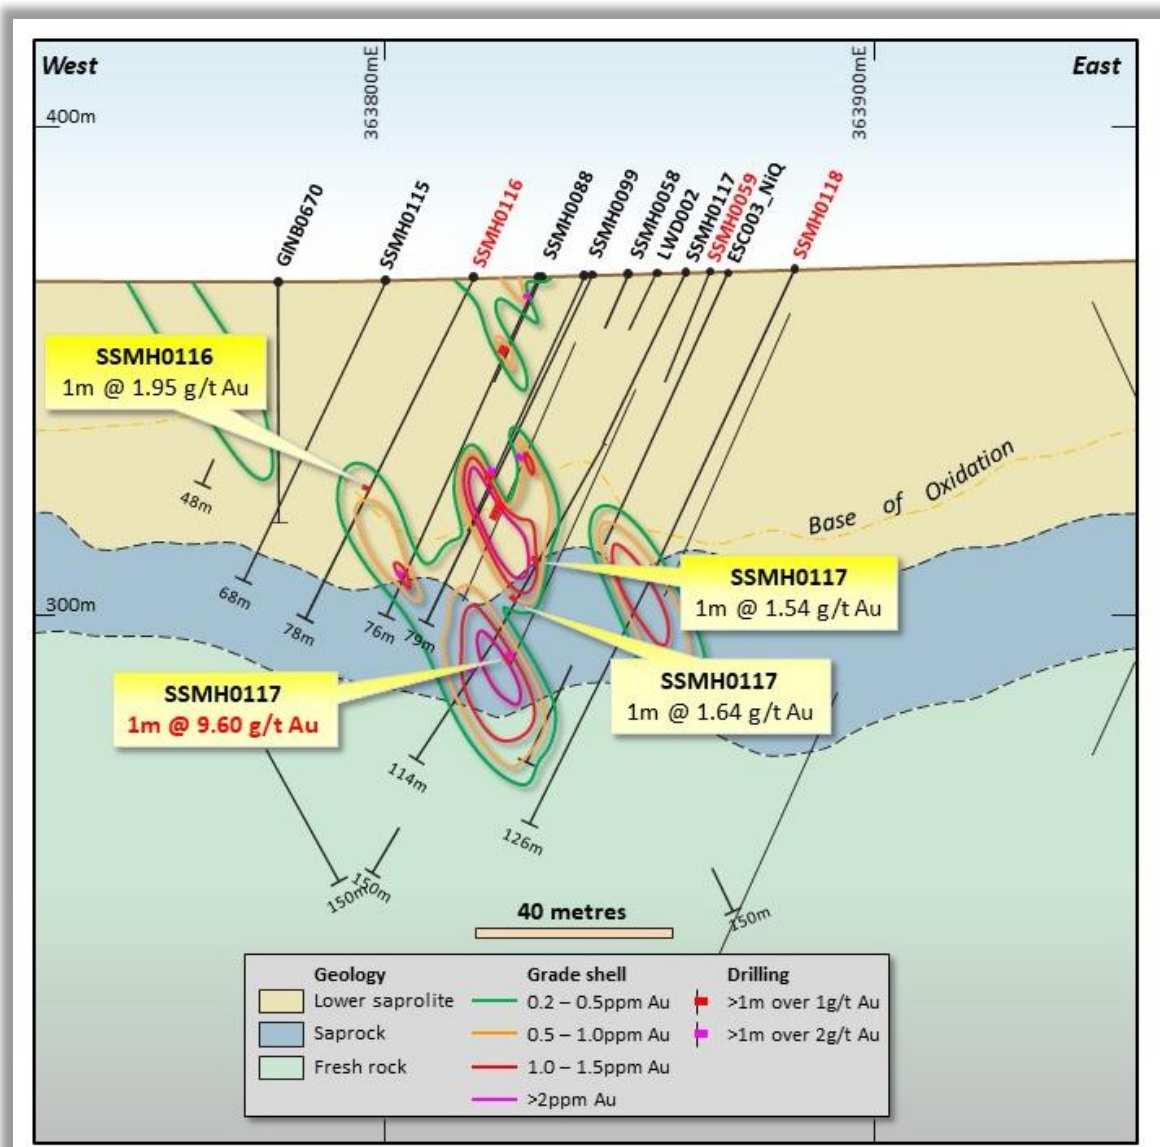 West
East
363800mE
363900mE
400m
GINB0670
SSMH0115
SSMH0116
SSMH0088
SSMH0099
SSMH0058
LWD002
SSMH0117
SSMH0059
ESC003_NiQ
SSMH0118
SSMH0116
1m @ 1.95 g/t Au
48m
Base of Oxidation
68m
300m
78m
76m
79m
SSMH0117
1m @ 1.54 g/t Au
SSMH0117
1m @ 9.60 g/t Au
SSMH0117
1m @ 1.64 g/t Au
114m
126m
150m
150m
150m
40 metres
Geology
Lower saprolite
Saprock
Fresh rock
Grade shell
0.2 – 0.5ppm Au
0.5 – 1.0ppm Au
1.0 – 1.5ppm Au
>2ppm Au
Drilling
>1m over 1g/t Au
>1m over 2g/t Au